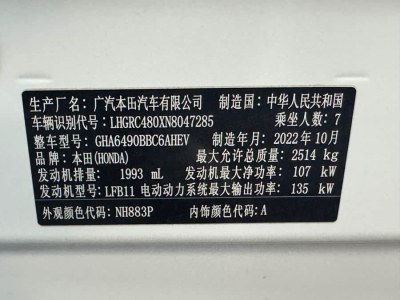 生产厂名：广汽本田汽车有限公司 制造国：中华人民共和国
车辆识别代号：LHGRC480XN8047285 乘坐人数：7
整车型号：GHA6490BBC6AHEV 制造年月：2022年10月
品牌：本田(HONDA) 最大允许总质量：2514 kg
发动机排量：1993 mL 发动机最大净功率：107 kW
发动机型号：LFB11 电动动力系统最大输出功率：135 kW
外观颜色代码：NH883P 内饰颜色代码：A